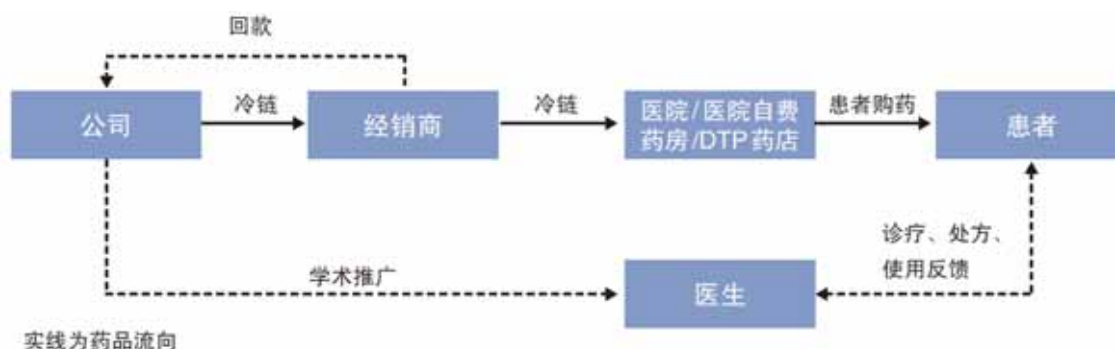 回款
公司
冷链
经销商
冷链
医院/医院自费
药房/DTP药店
患者购药
患者
诊疗、处方、
使用反馈
学术推广
医生
实线为药品流向